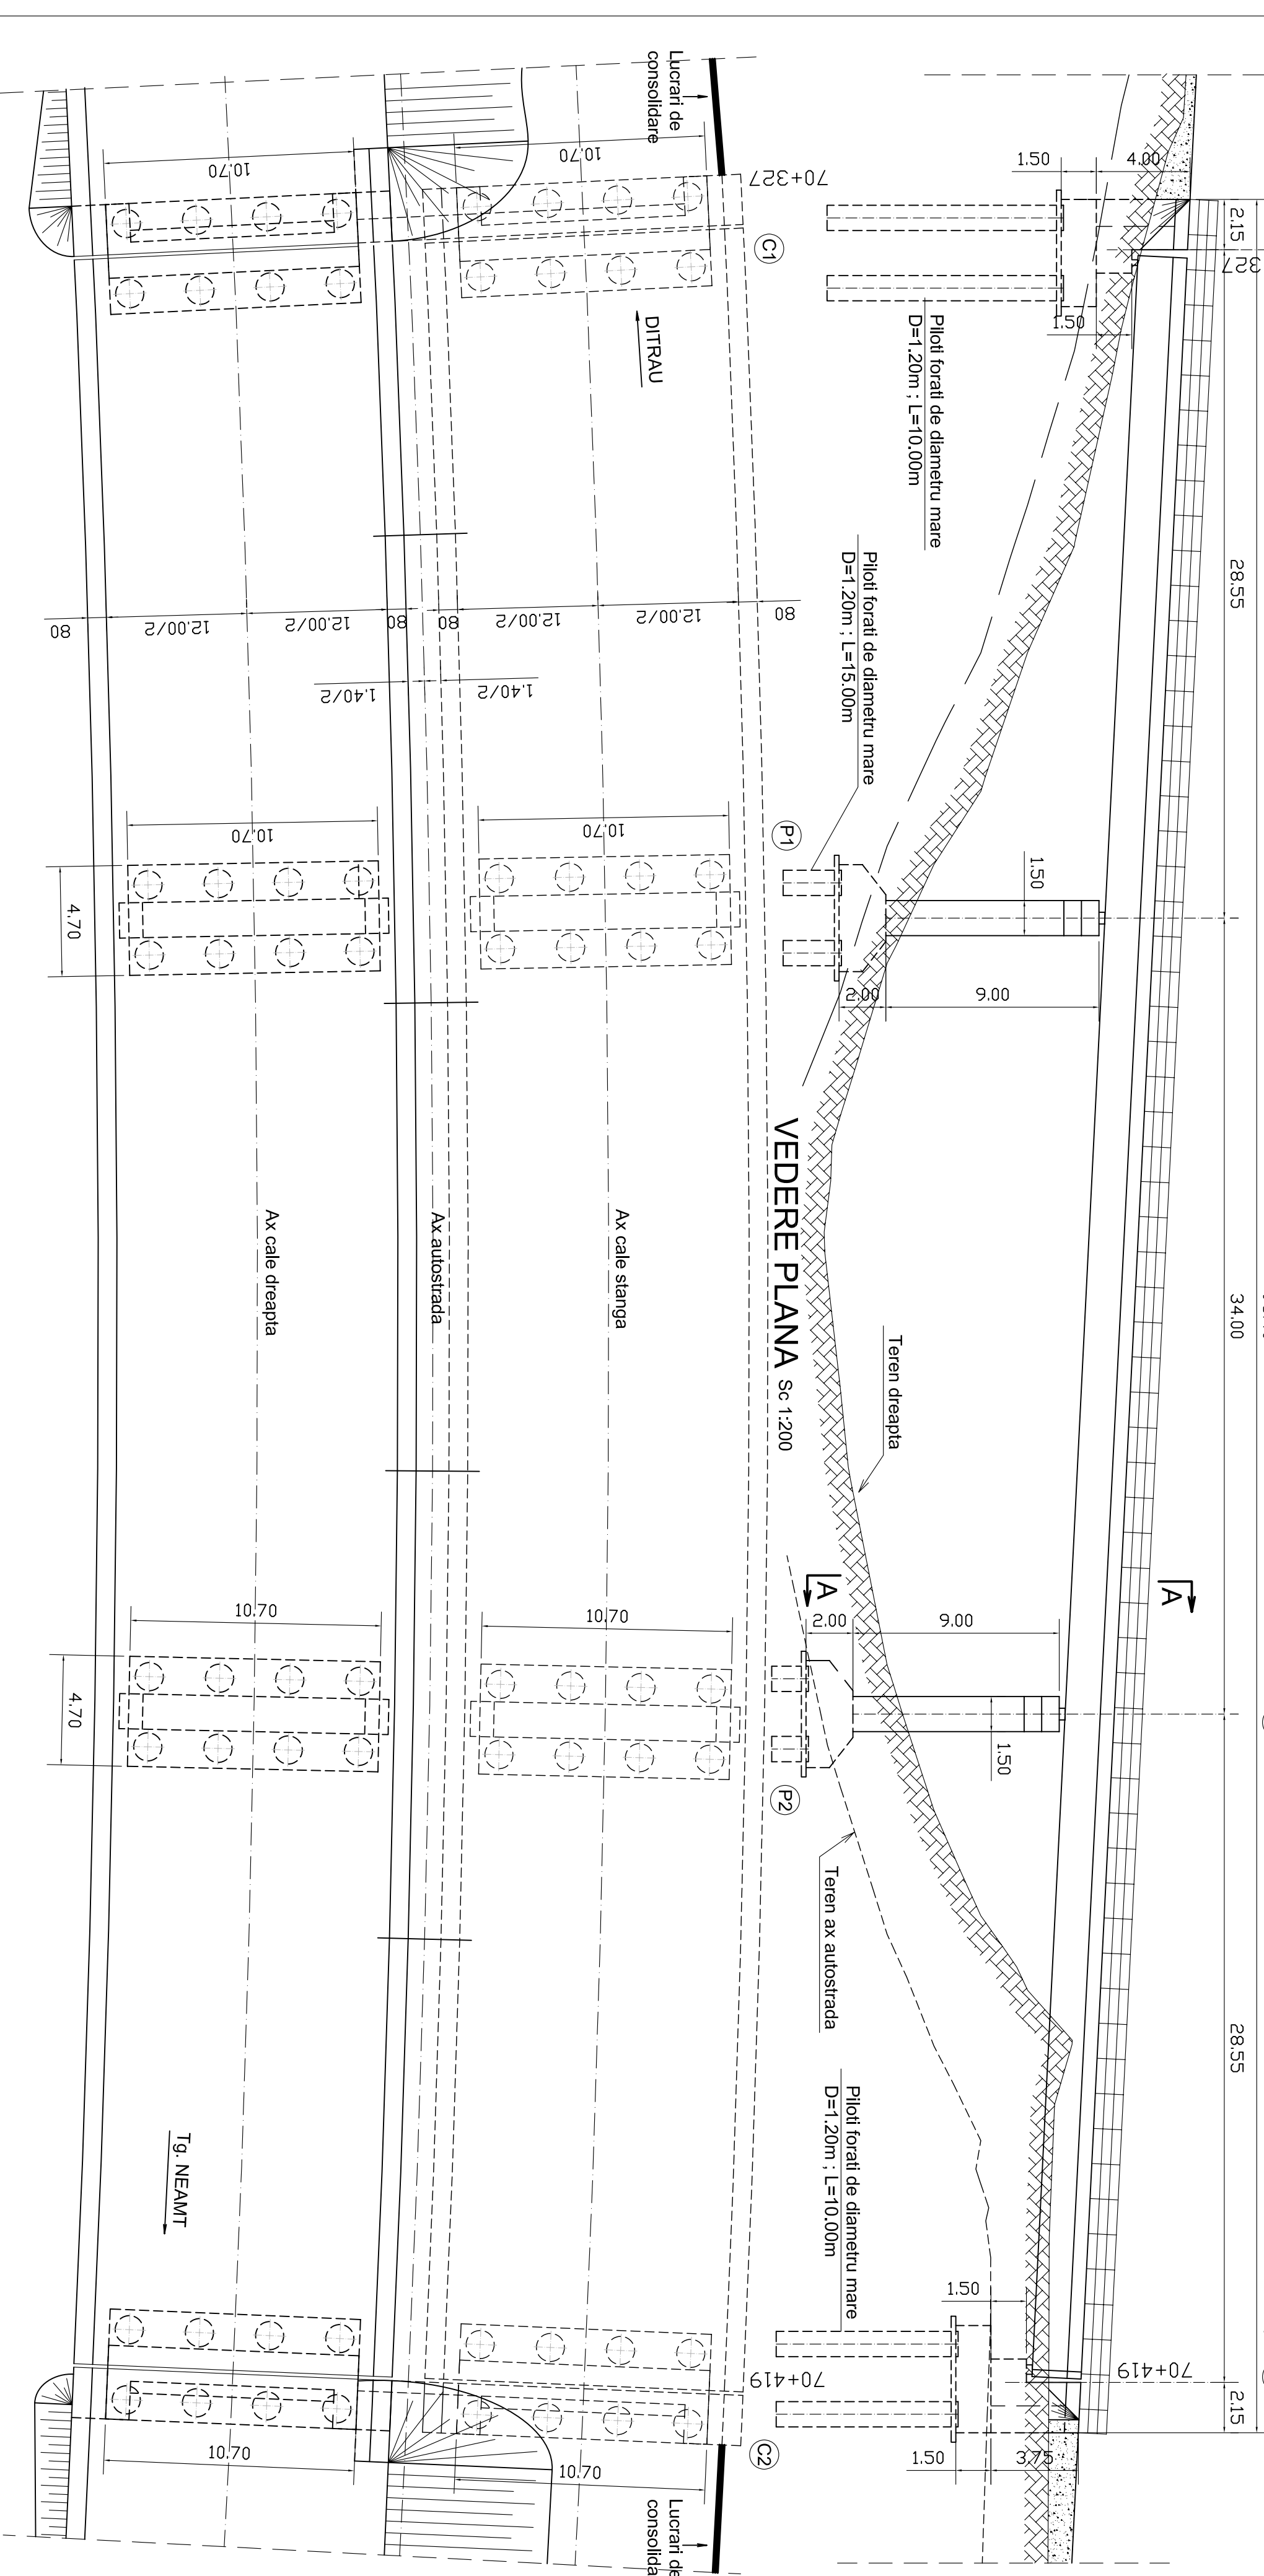 2.15
28.55
34.00
28.55
2.15
327
70+419
4.00
1.50
1.50
Piloti forati de diametru mare
D=1.20m ; L=10.00m
Piloti forati de diametru mare
D=1.20m ; L=15.00m
1.50
9.00
2.00
Teren dreapta
A
A
9.00
2.00
1.50
Teren ax autostrada
Piloti forati de diametru mare
D=1.20m ; L=10.00m
1.50
1.50
3.75
VEDERE PLANA Sc 1:200
C1
P1
P2
C2
70+327
70+419
Lucrari de
consolidare
Lucrari de
consolida
DITRAU
10.70
10.70
10.70
10.70
10.70
10.70
10.70
10.70
80
12.00/2
12.00/2
80
80
12.00/2
12.00/2
80
1.40/2
1.40/2
4.70
4.70
Ax cale stanga
Ax autostrada
Ax cale dreapta
Tg. NEAMT